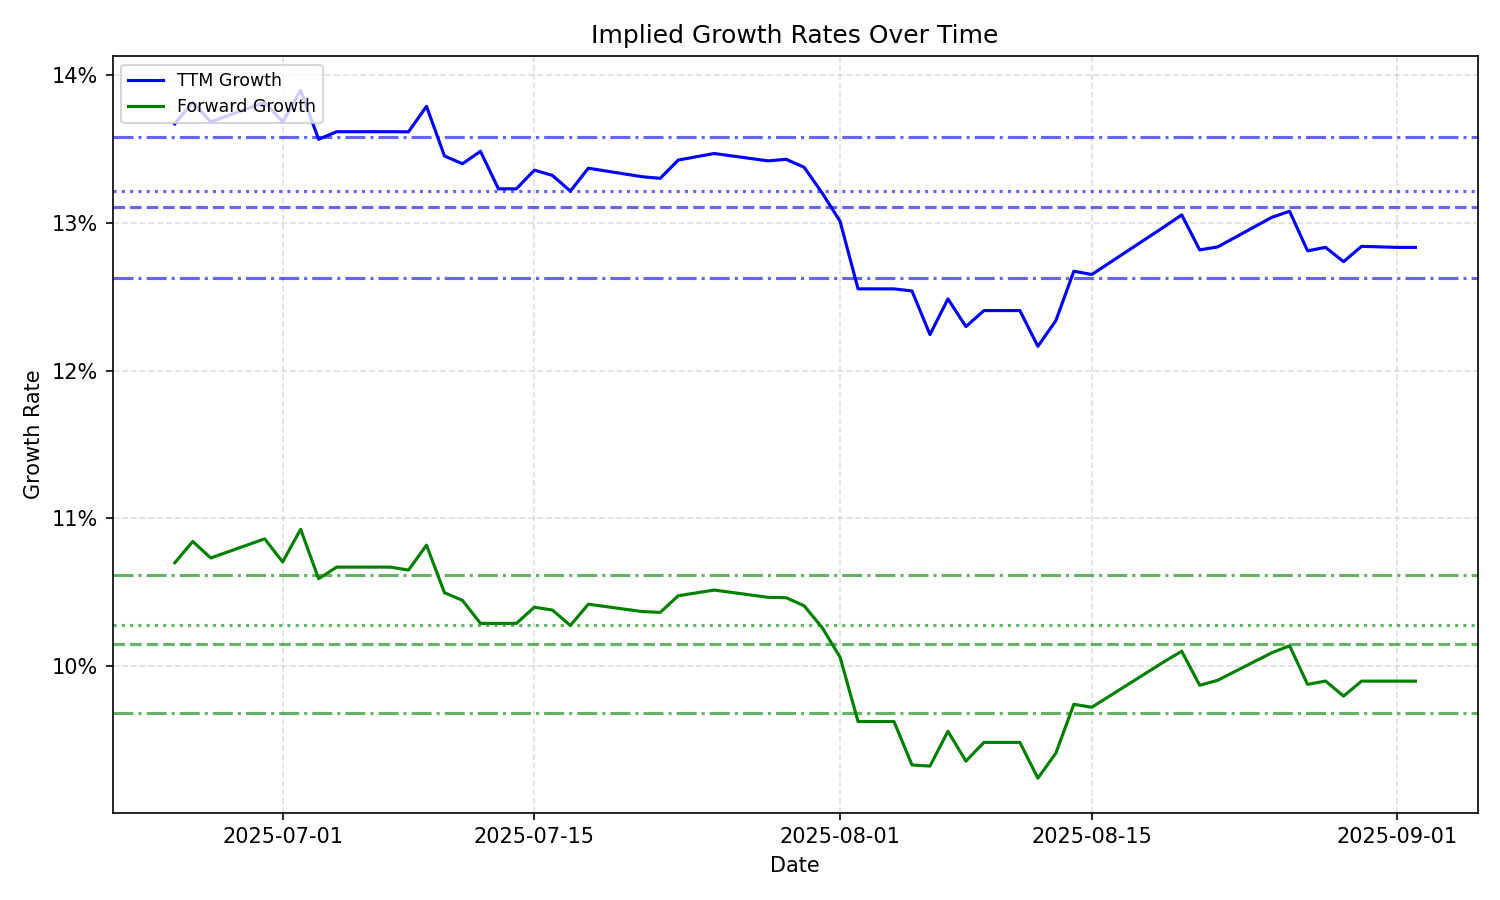 Implied Growth Rates Over Time
TTM Growth
Forward Growth
14%
13%
12%
11%
10%
Growth Rate
2025-07-01
2025-07-15
2025-08-01
2025-08-15
2025-09-01
Date